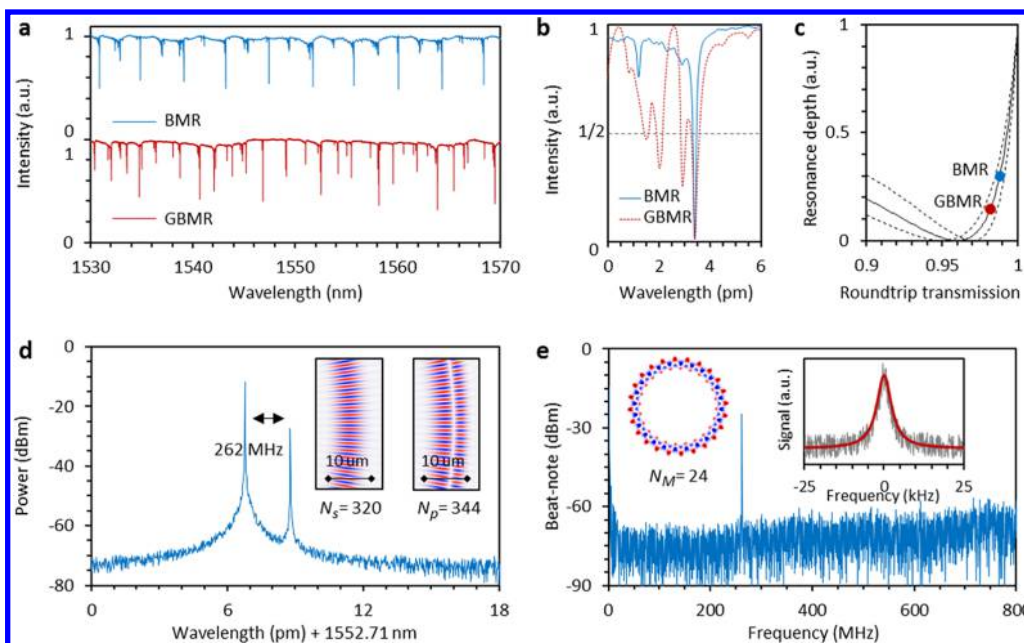 a
1
0
1
0
Intensity (a.u.)
BMR
GBMR
1530
1540
1550
1560
1570
Wavelength (nm)
b
1
1/2
0
Intensity (a.u.)
BMR
GBMR
0
2
4
6
Wavelength (pm)
c
1
0.5
0
Resonance depth (a.u.)
BMR
GBMR
0.9
0.95
1
Roundtrip transmission
d
0
-20
-40
-60
-80
Power (dBm)
262 MHz
10 um
10 um
Ns = 320
Np = 344
0
6
12
18
Wavelength (pm) + 1552.71 nm
e
0
-30
-60
-90
Beat-note (dBm)
NM = 24
Signal (a.u.)
-25
0
25
Frequency (kHz)
0
200
400
600
800
Frequency (MHz)